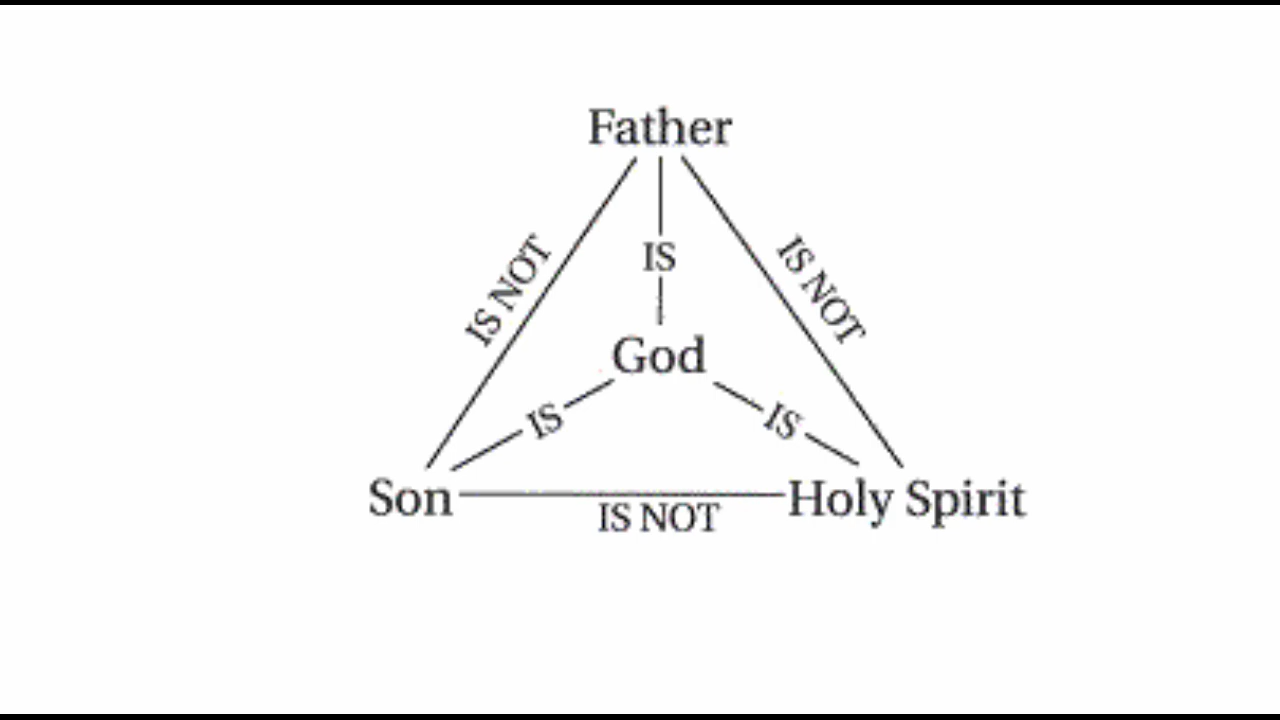 Father
IS NOT
IS
IS NOT
God
IS
IS
Son
Holy Spirit
IS NOT